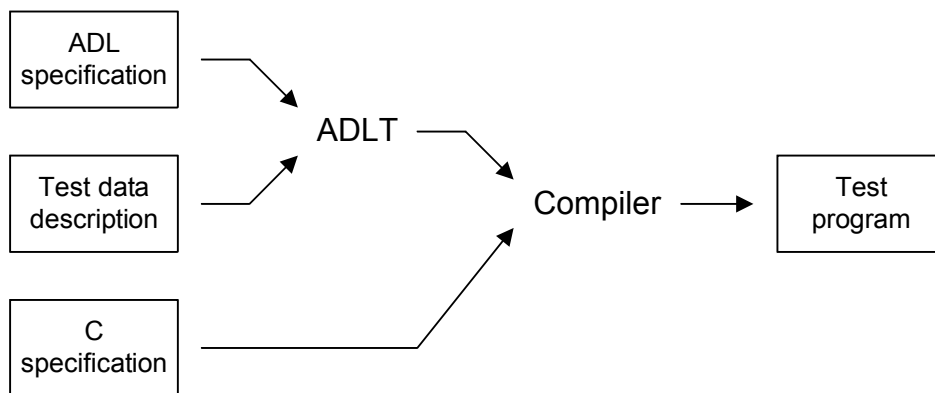 ADL
specification
ADLT
Test data
description
Compiler
Test
program
C
specification